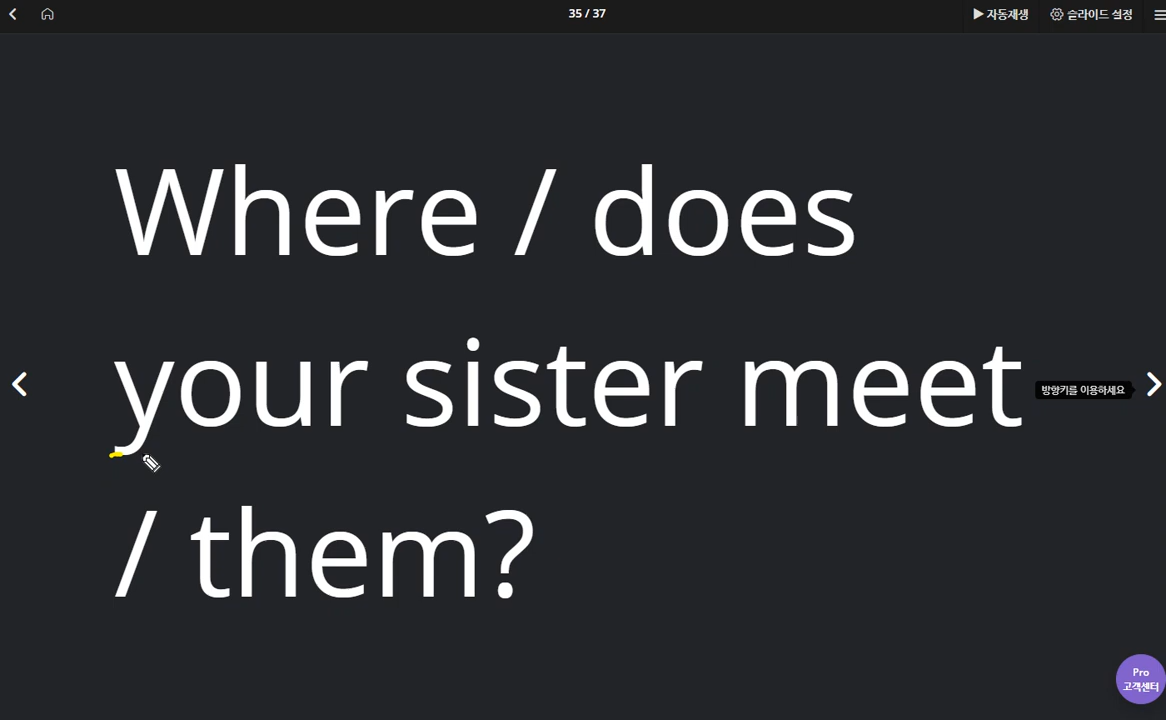 35 / 37
▶ 자동재생
슬라이드 설정
Where / does
your sister meet
방향키를 이용하세요
/ them?
Pro
고객센터